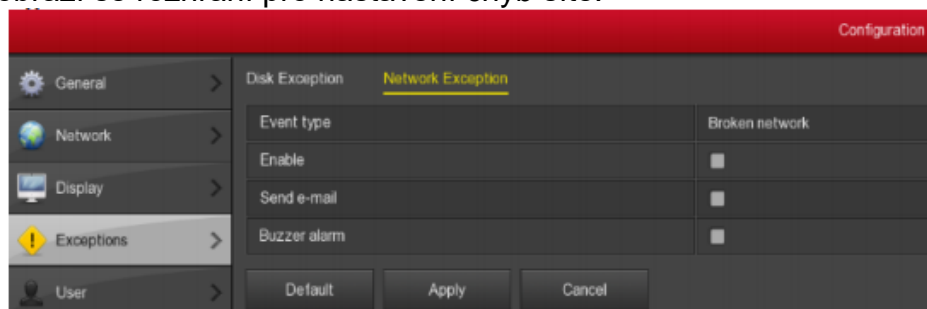 Configuration
General
Disk Exception Network Exception
Event type Broken network
Network
Enable
Display
Send e-mail
Exceptions
Buzzer alarm
User
Default Apply Cancel